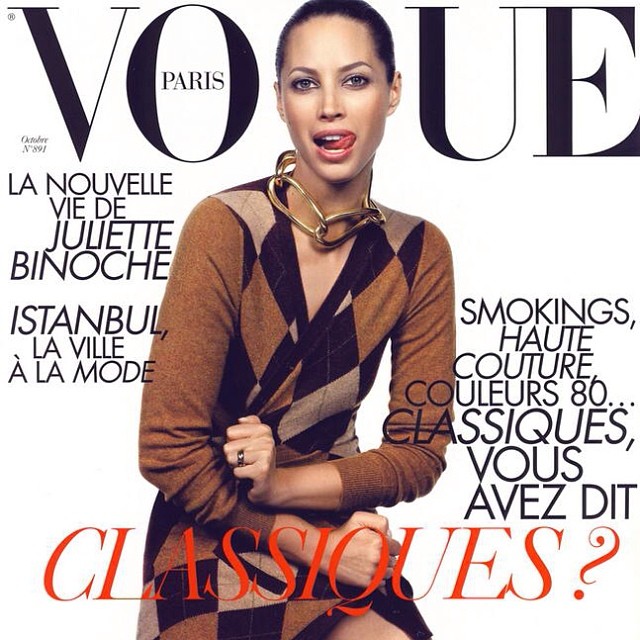 ®
VOGUE
PARIS
Octobre
N°891
LA NOUVELLE
VIE DE
JULIETTE
BINOCHE
ISTANBUL,
LA VILLE
À LA MODE
SMOKINGS,
HAUTE
COUTURE,
COULEURS 80...
CLASSIQUES,
VOUS
AVEZ DIT
CLASSIQUES ?